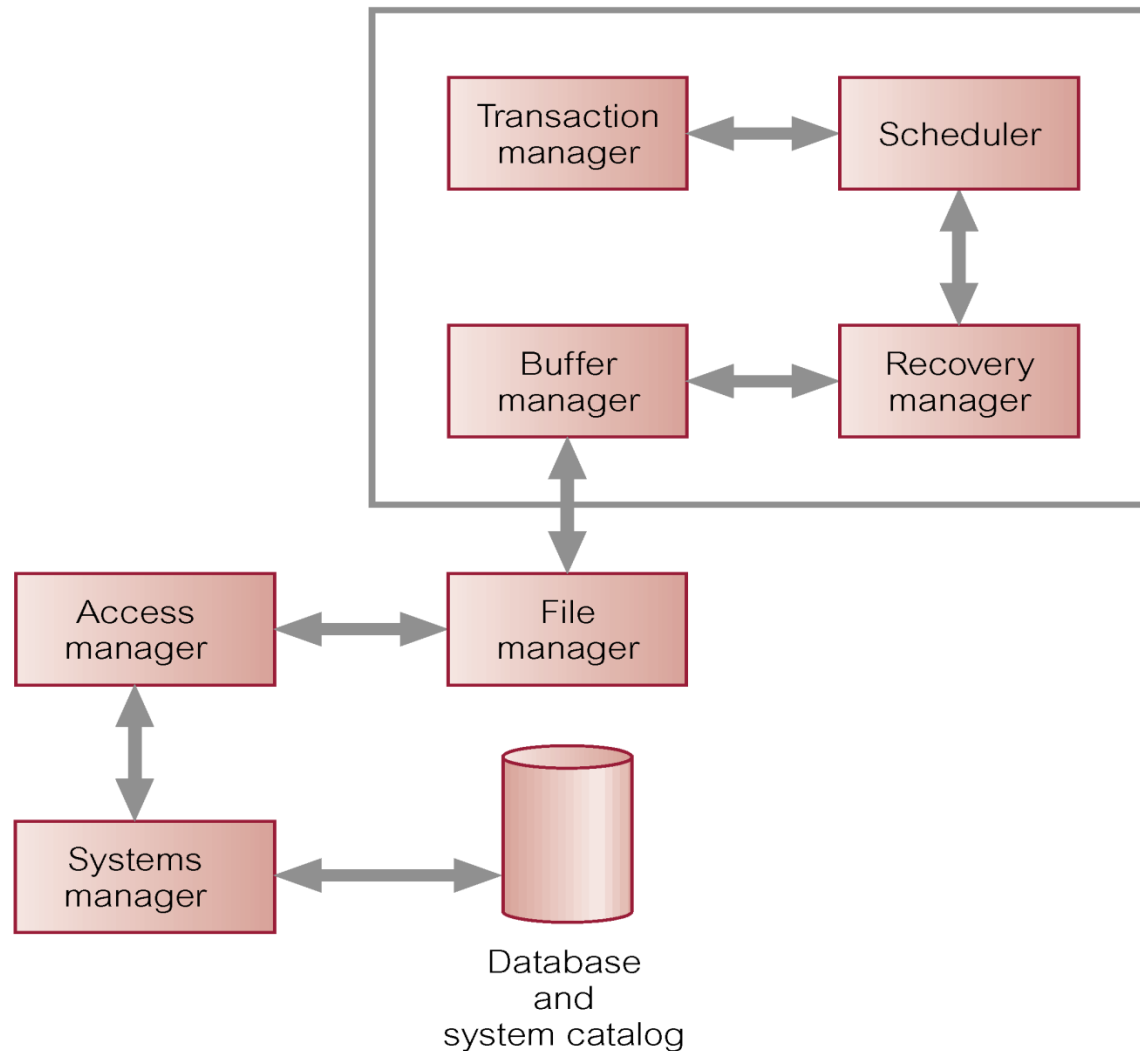 Transaction
manager
Scheduler
Buffer
manager
Recovery
manager
Access
manager
File
manager
Systems
manager
Database
and
system catalog